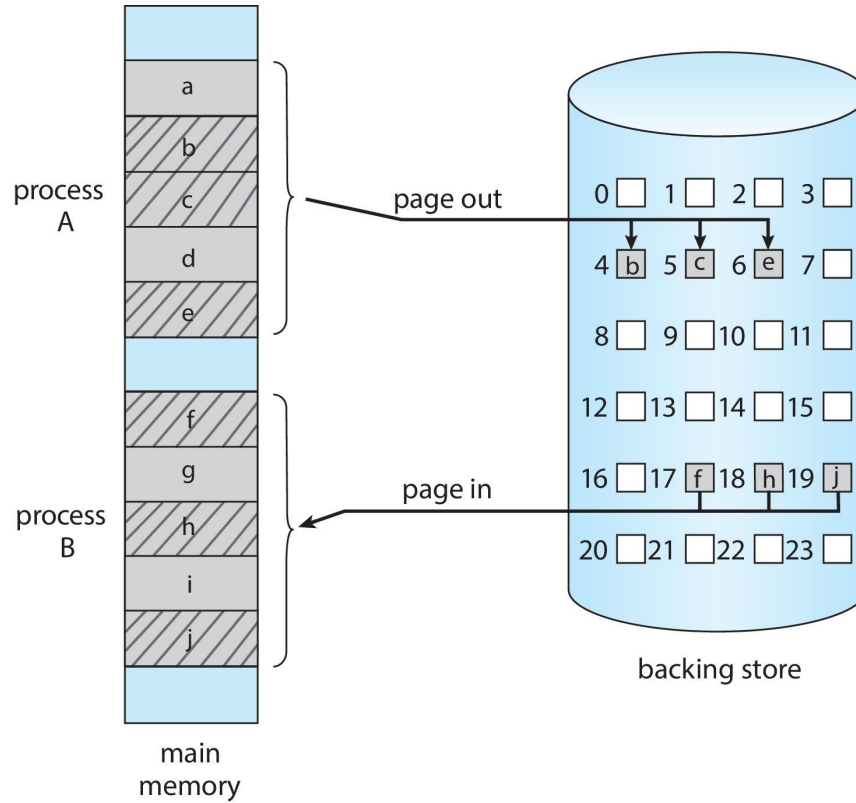 a
b
process
A
c
d
e
page out
0 1 2 3
4 b 5 c 6 e 7
8 9 10 11
12 13 14 15
f
g
process
B
h
i
j
page in
16 17 f 18 h 19 j
20 21 22 23
backing store
main
memory